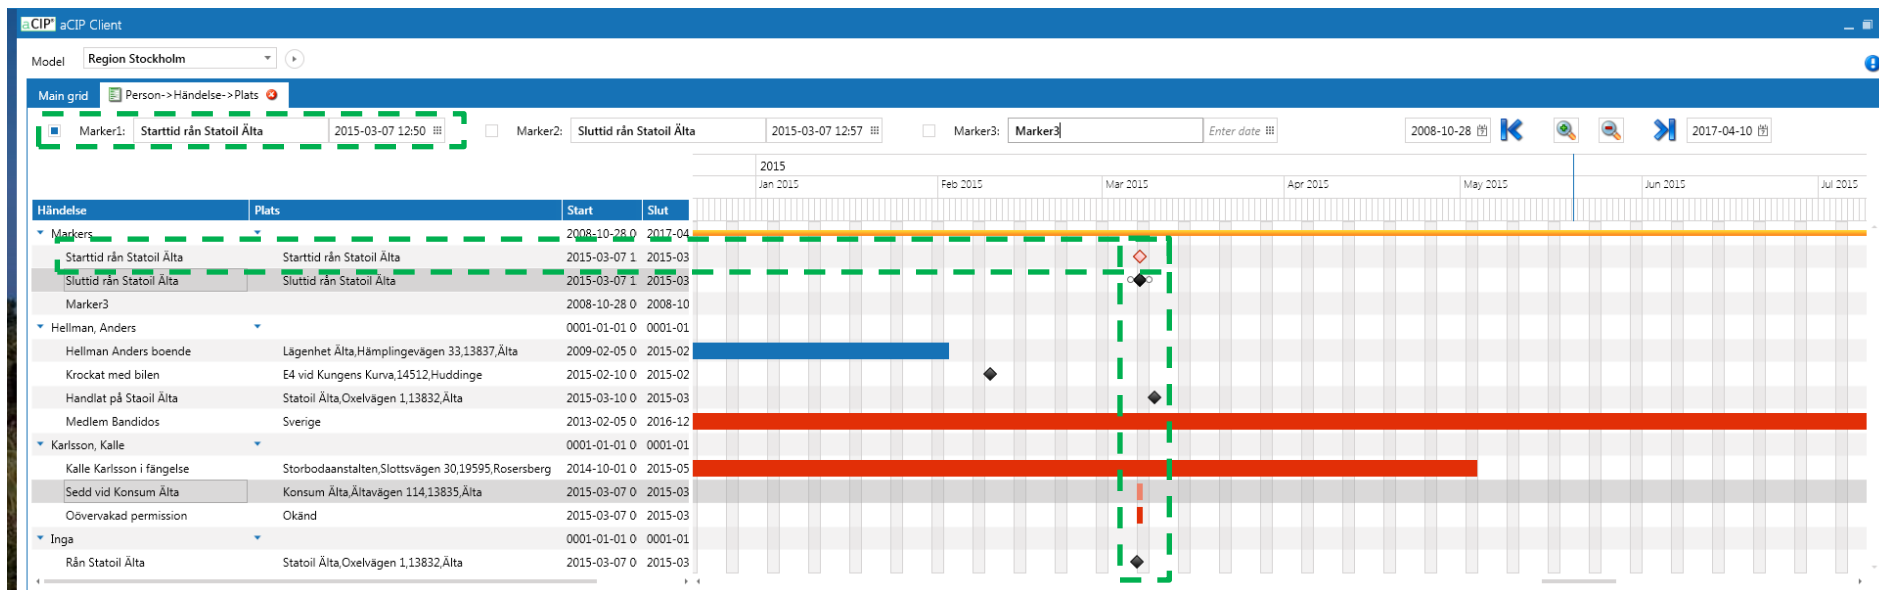 aCIP® aCIP Client
Model Region Stockholm
Main grid Person->Händelse->Plats
Marker1: Starttid rån Statoil Älta 2015-03-07 12:50 Marker2: Sluttid rån Statoil Älta 2015-03-07 12:57 Marker3: Marker3 Enter date 2008-10-28 2017-04-10
2015
Jan 2015 Feb 2015 Mar 2015 Apr 2015 May 2015 Jun 2015 Jul 2015
Händelse Plats Start Slut
Markers 2008-10-28 0 2017-04
Starttid rån Statoil Älta Starttid rån Statoil Älta 2015-03-07 1 2015-03
Sluttid rån Statoil Älta Sluttid rån Statoil Älta 2015-03-07 1 2015-03
Marker3 2008-10-28 0 2008-10
Hellman, Anders 0001-01-01 0 0001-01
Hellman Anders boende Lägenhet Älta,Hämplingevägen 33,13837,Älta 2009-02-05 0 2015-02
Krockat med bilen E4 vid Kungens Kurva,14512,Huddinge 2015-02-10 0 2015-02
Handlat på Staoil Älta Statoil Älta,Oxelvägen 1,13832,Älta 2015-03-10 0 2015-03
Medlem Bandidos Sverige 2013-02-05 0 2016-12
Karlsson, Kalle 0001-01-01 0 0001-01
Kalle Karlsson i fängelse Storbodaanstalten,Slottsvägen 30,19595,Rosersberg 2014-10-01 0 2015-05
Sedd vid Konsum Älta Konsum Älta,Ältavägen 114,13835,Älta 2015-03-07 0 2015-03
Oövervakad permission Okänd 2015-03-07 0 2015-03
Inga 0001-01-01 0 0001-01
Rån Statoil Älta Statoil Älta,Oxelvägen 1,13832,Älta 2015-03-07 0 2015-03